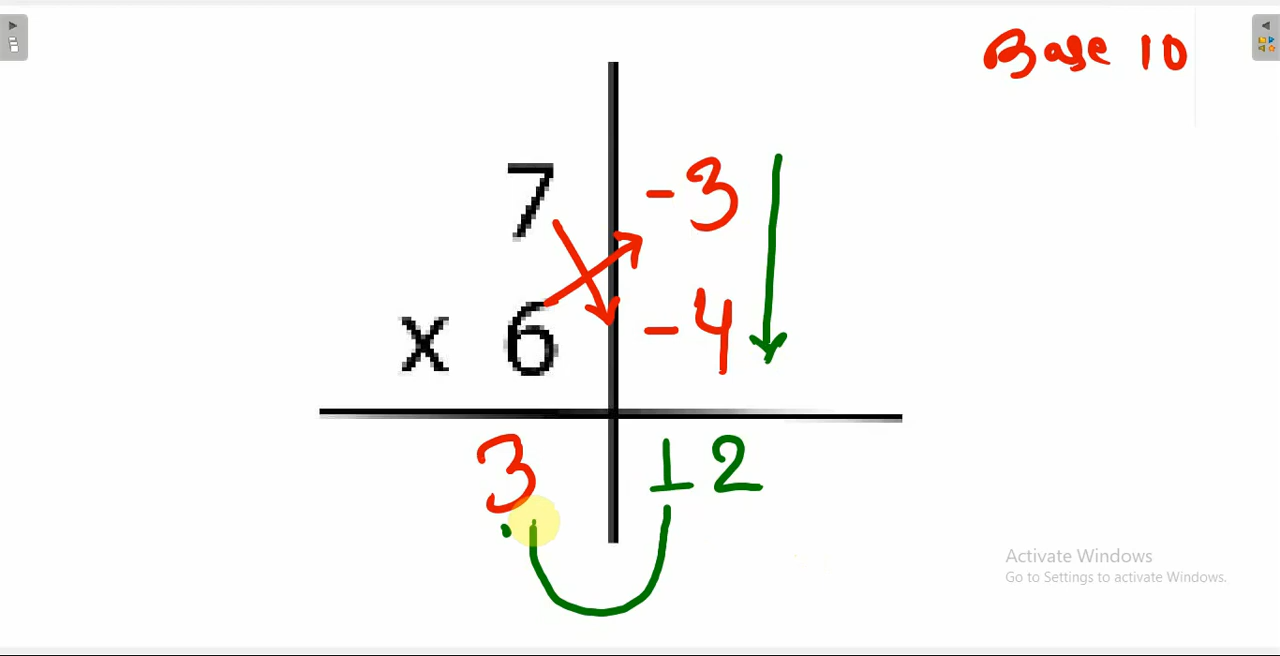 Base 10
7 -3
x 6 -4
3 12
Activate Windows
Go to Settings to activate Windows.